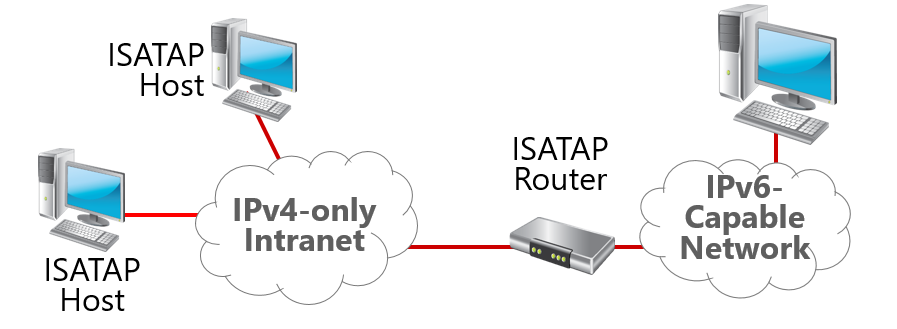 ISATAP
Host
ISATAP
Host
IPv4-only
Intranet
ISATAP
Router
IPv6-
Capable
Network